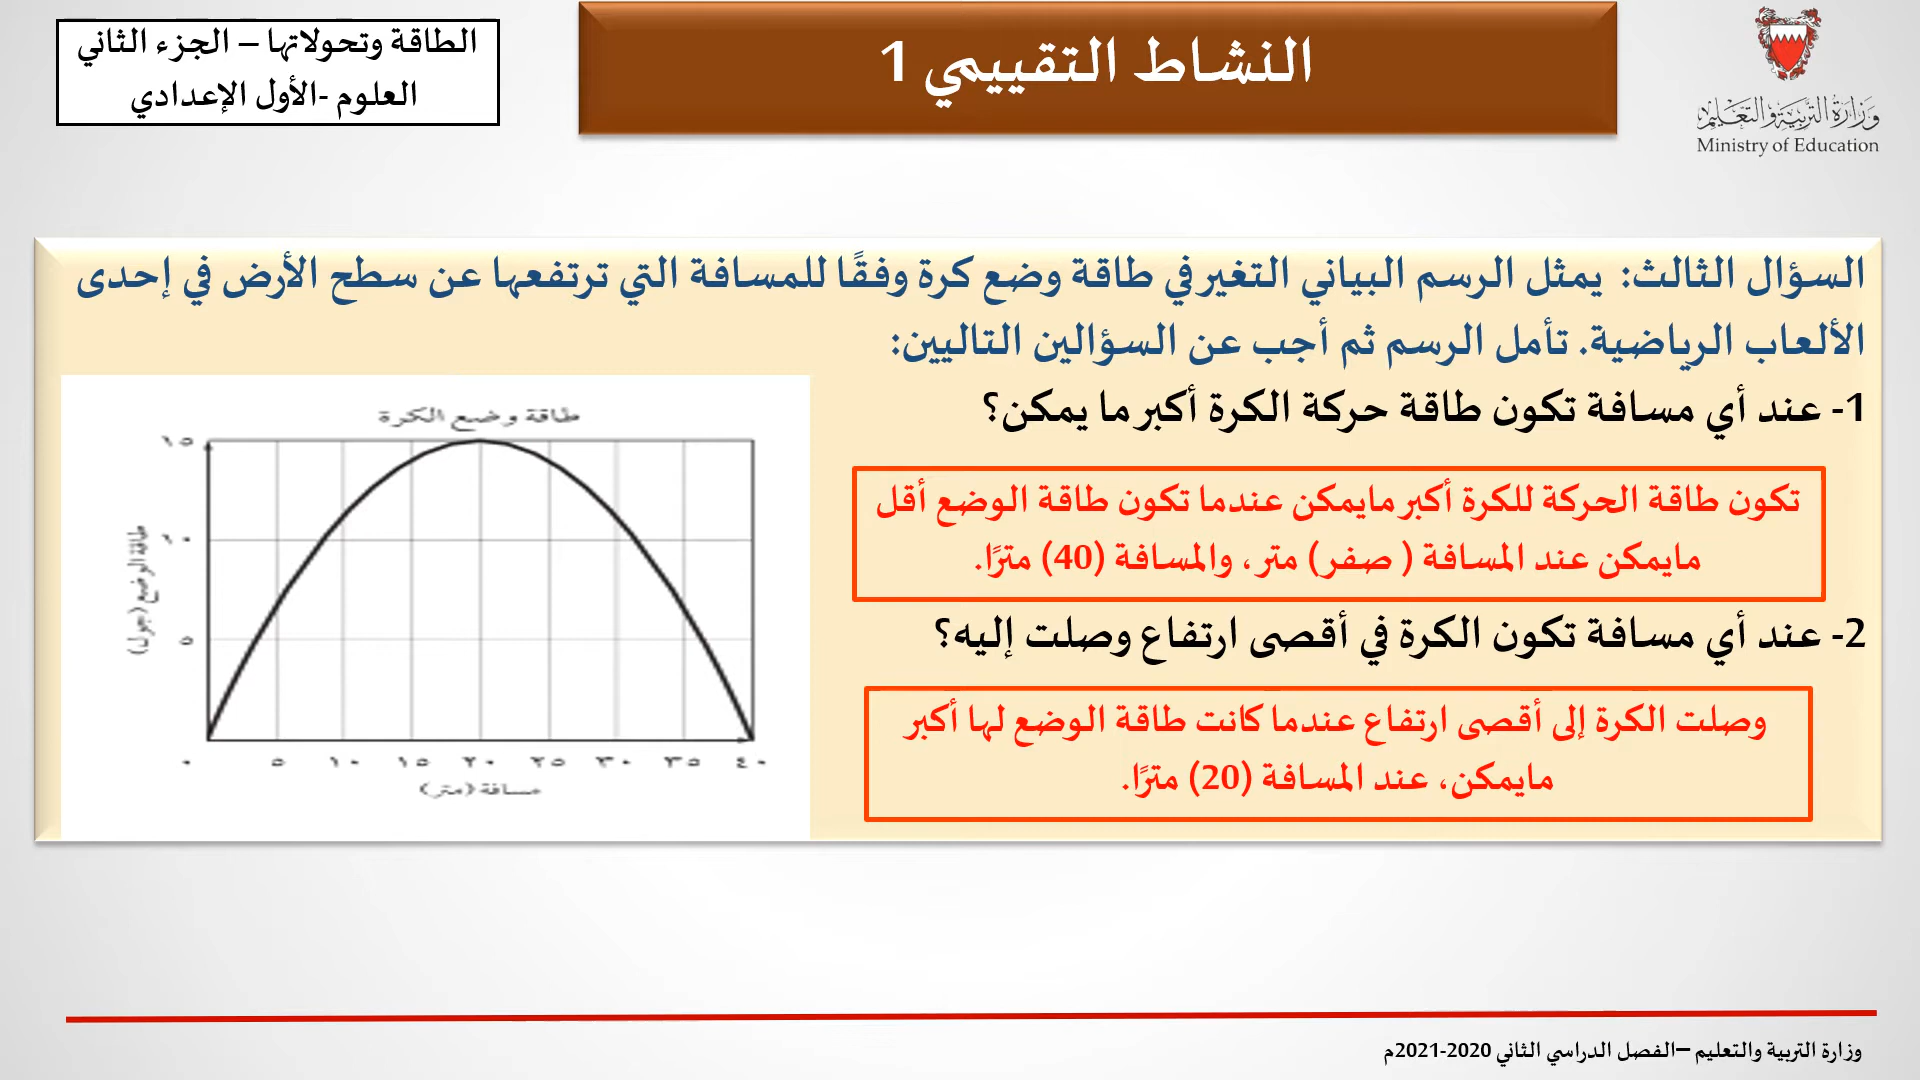 الطاقة وتحولاتها – الجزء الثاني
العلوم -الأول الإعدادي
النشاط التقييمي 1
وزارة التربية والتعليم
Ministry of Education
السؤال الثالث: يمثل الرسم البياني التغير في طاقة وضع كرة وفقًا للمسافة التي ترتفعها عن سطح الأرض في إحدى
الألعاب الرياضية. تأمل الرسم ثم أجب عن السؤالين التاليين:
1- عند أي مسافة تكون طاقة حركة الكرة أكبر ما يمكن؟
تكون طاقة الحركة للكرة أكبر مايمكن عندما تكون طاقة الوضع أقل
مايمكن عند المسافة ( صفر) متر ، والمسافة (40) مترًا.
2- عند أي مسافة تكون الكرة في أقصى ارتفاع وصلت إليه؟
وصلت الكرة إلى أقصى ارتفاع عندما كانت طاقة الوضع لها أكبر
مايمكن، عند المسافة (20) مترًا.
طاقة وضع الكرة
١٥
١٠
٥
طاقة الوضع (جول)
٠ ٥ ١٠ ١٥ ٢٠ ٢٥ ٣٠ ٣٥ ٤٠
مسافة (متر)
وزارة التربية والتعليم –الفصل الدراسي الثاني 2020-2021م